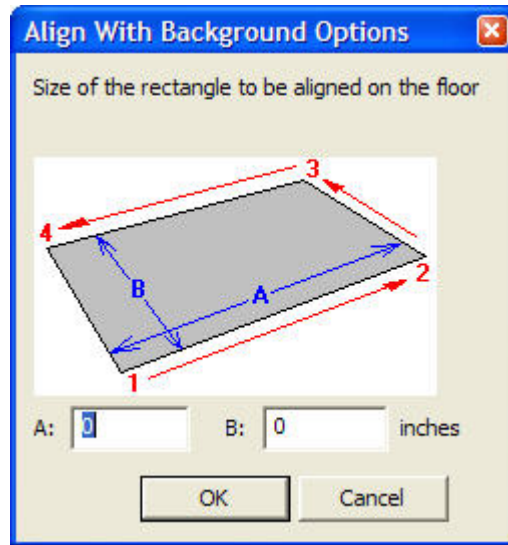 Align With Background Options
Size of the rectangle to be aligned on the floor
3
4
B
A
2
1
A: 0 B: 0 inches
OK Cancel